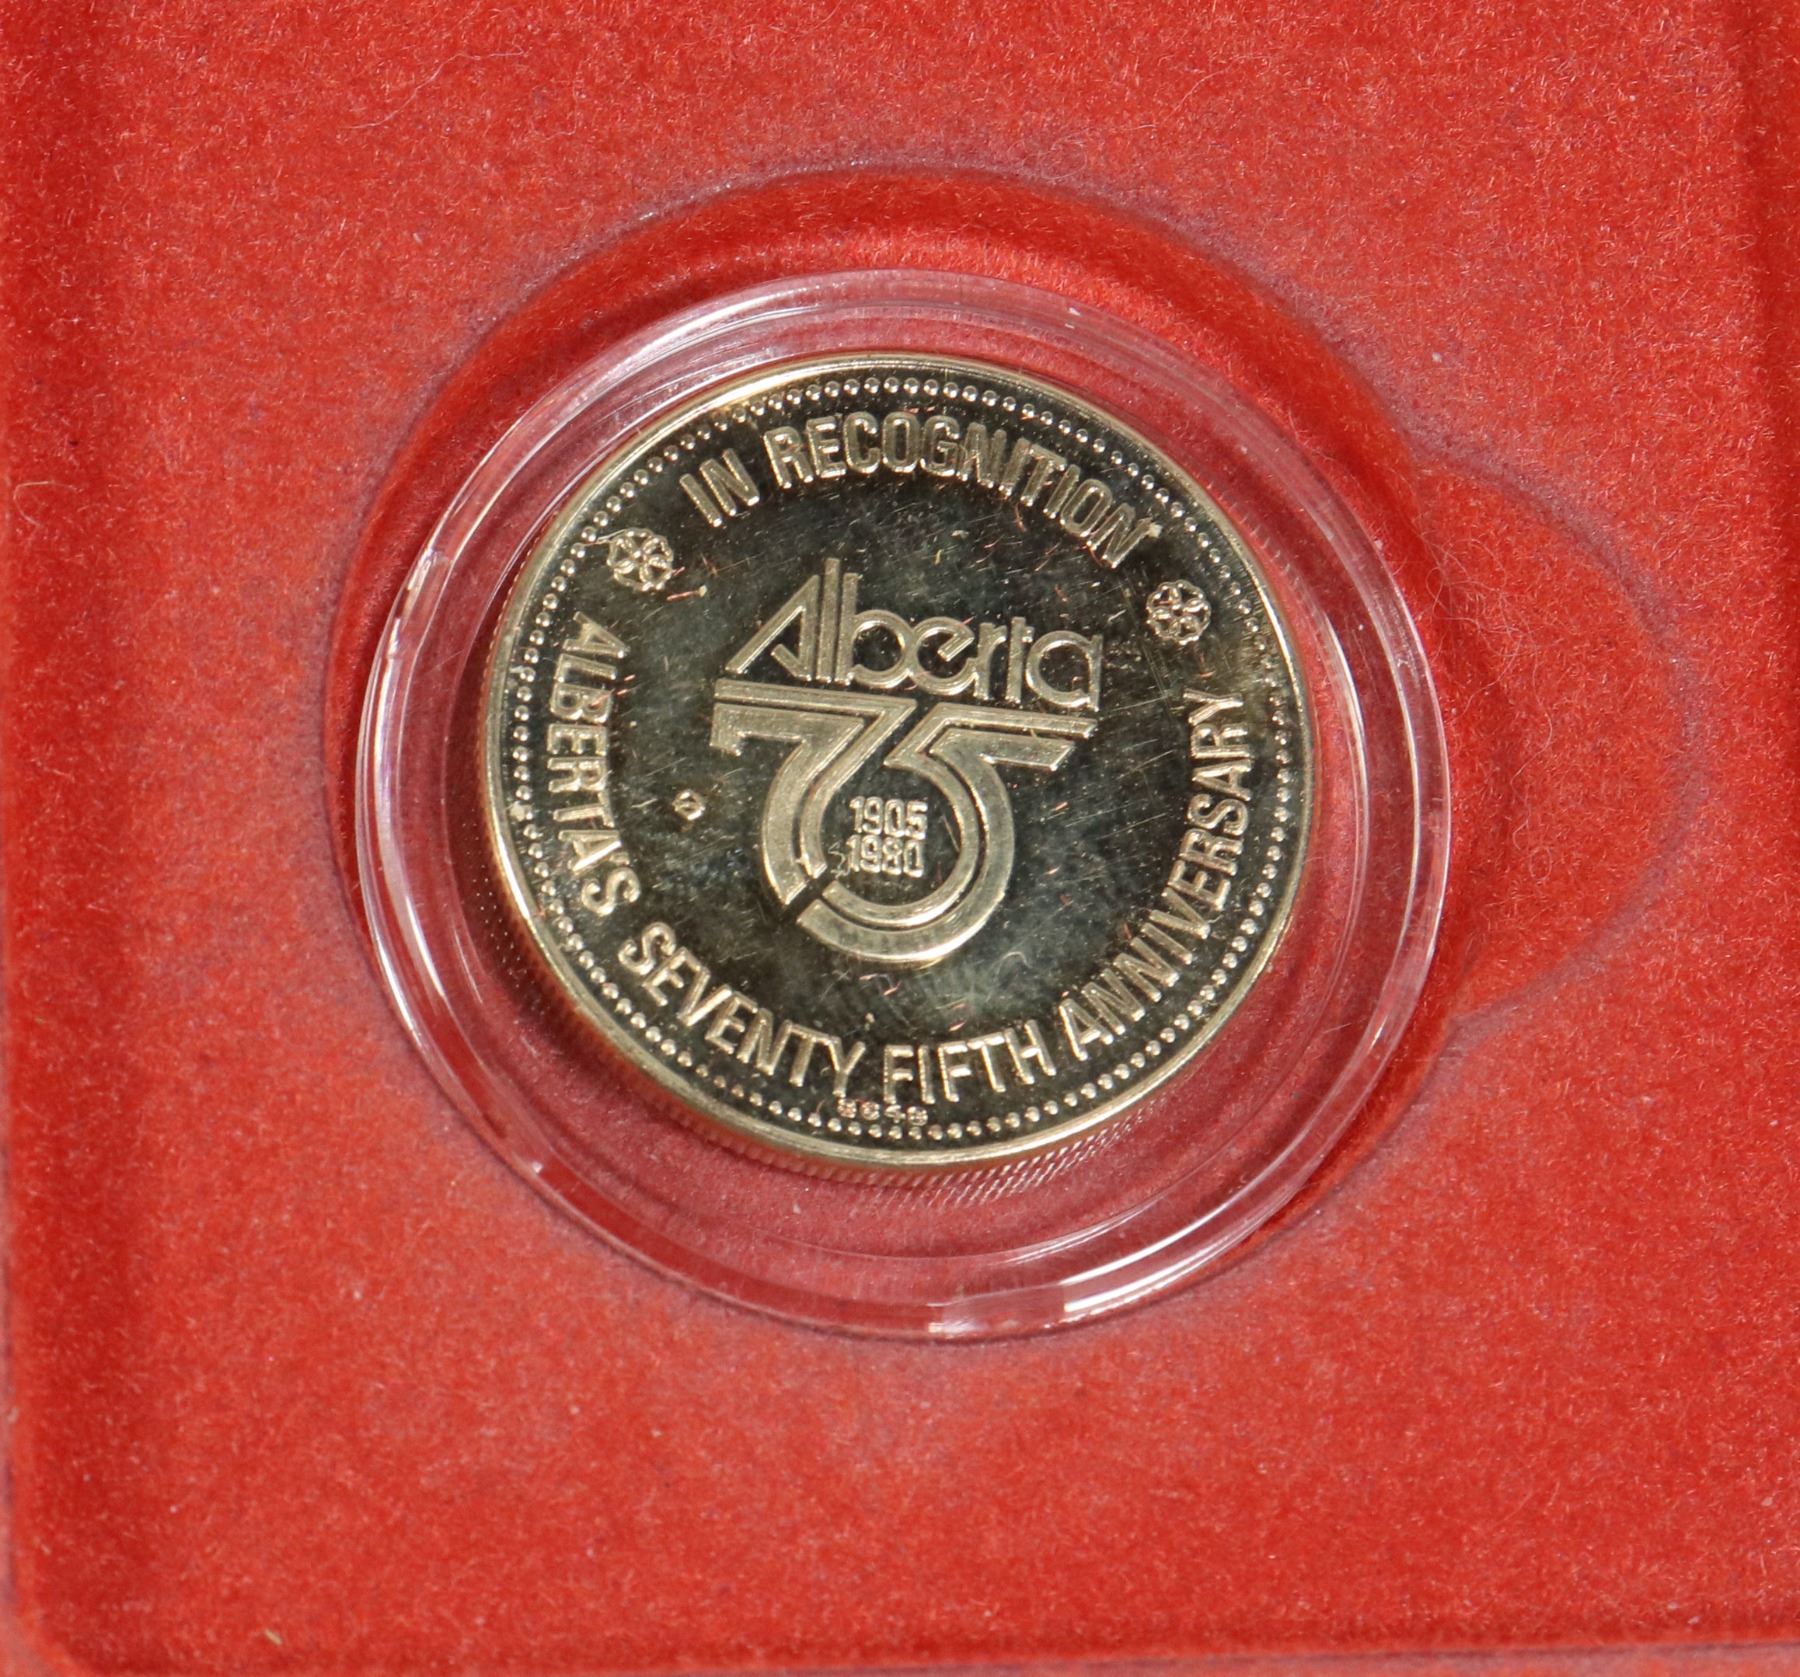 IN RECOGNITION
Alberta
75
1905
1980
ALBERTA'S SEVENTY FIFTH ANNIVERSARY